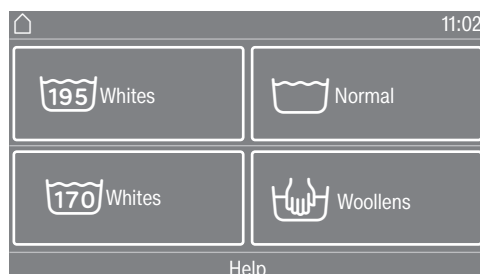 11:02
195 Whites
Normal
170 Whites
Woollens
Help